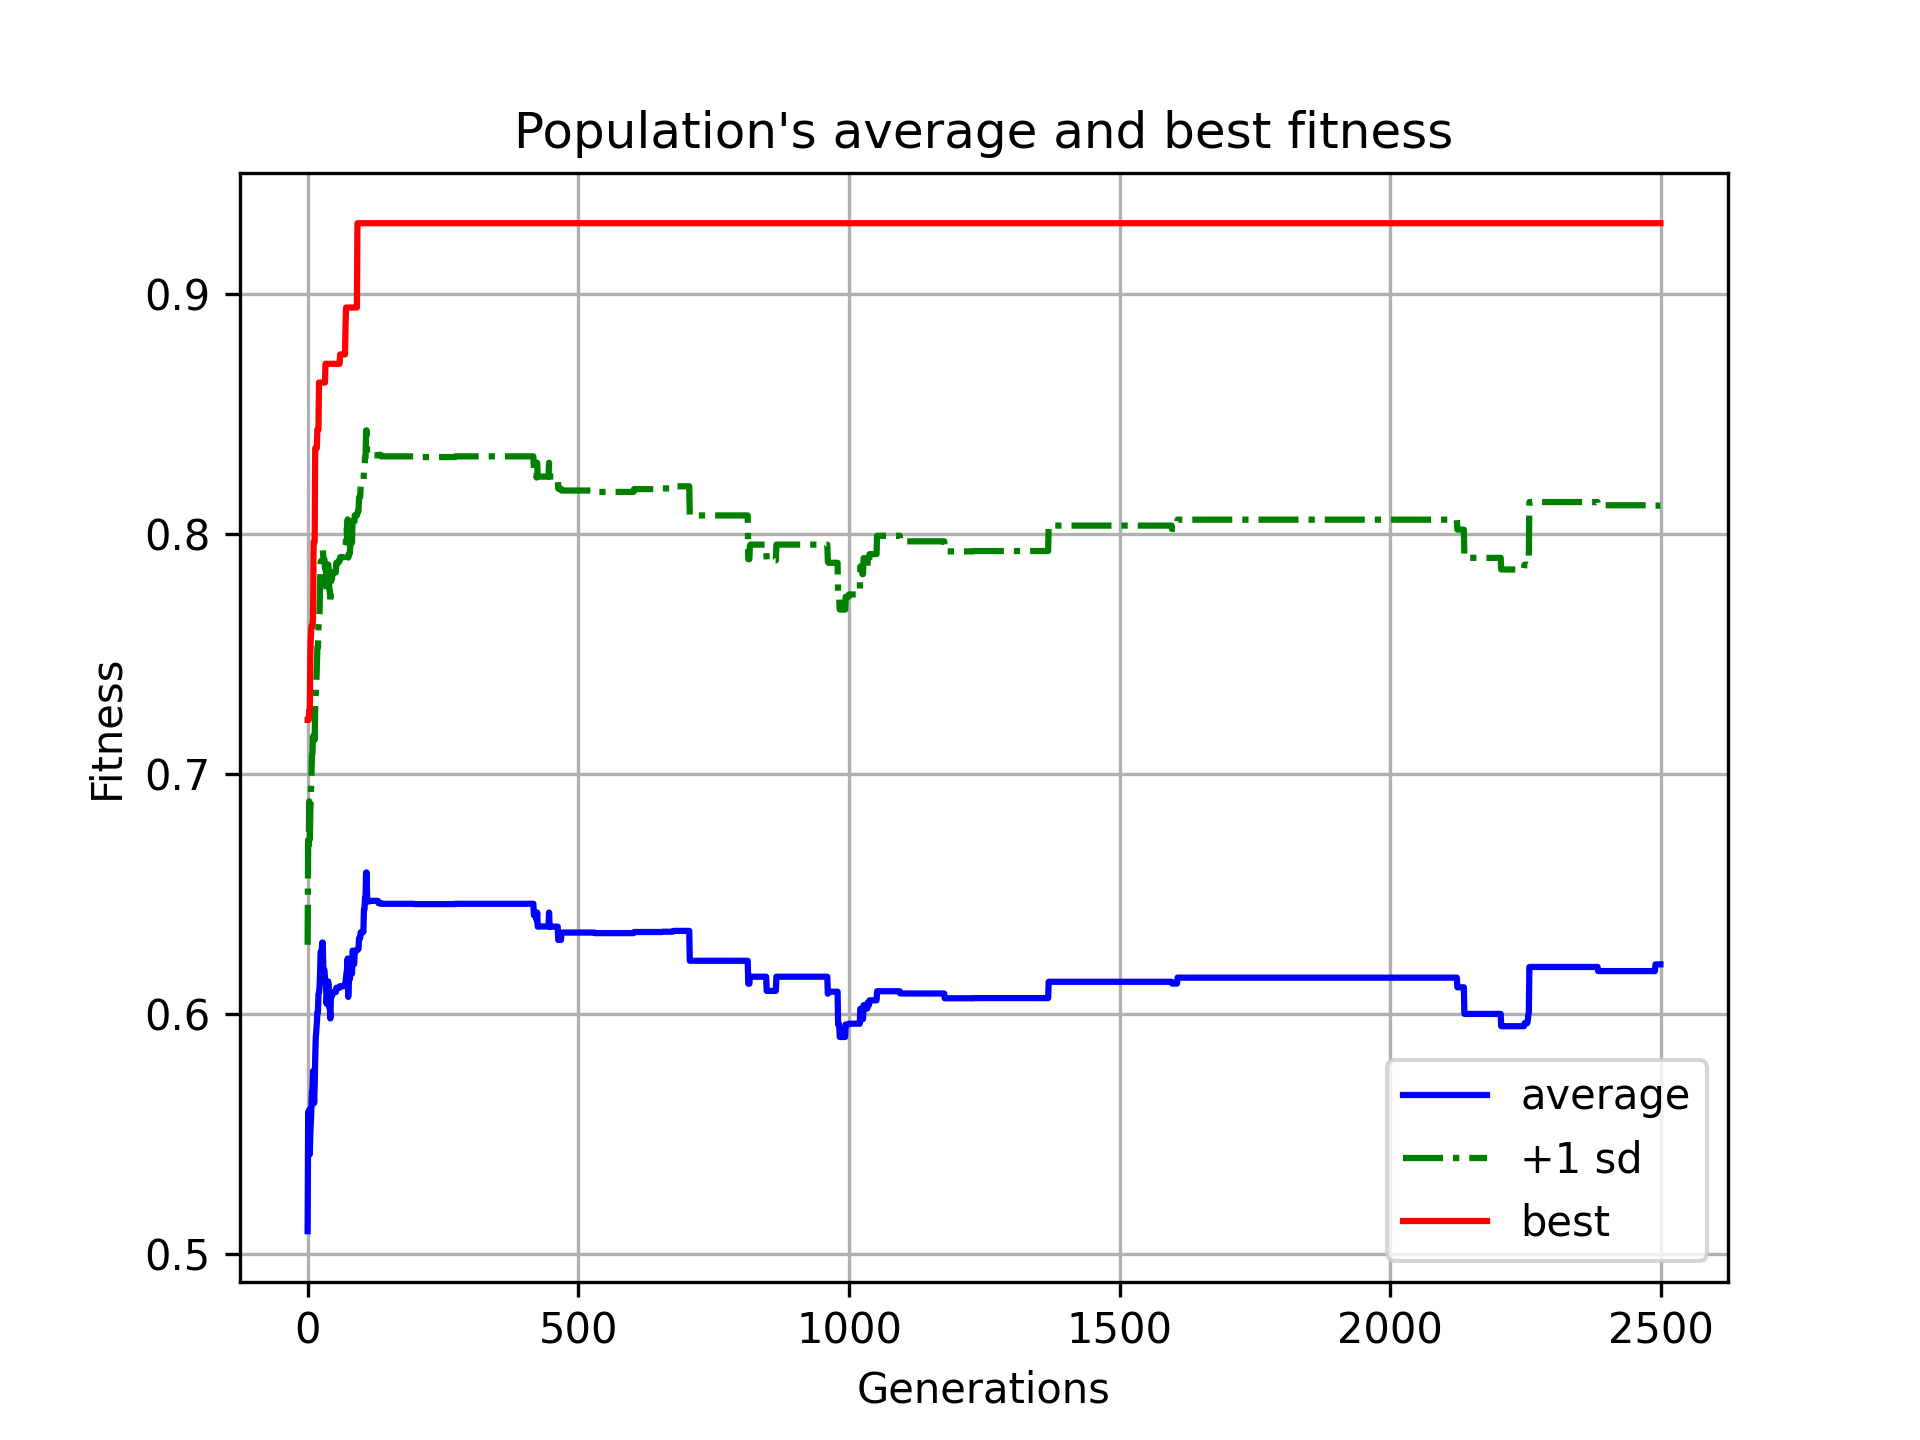 Population's average and best fitness
Fitness
0.9
0.8
0.7
0.6
0.5
0 500 1000 1500 2000 2500
Generations
average
+1 sd
best